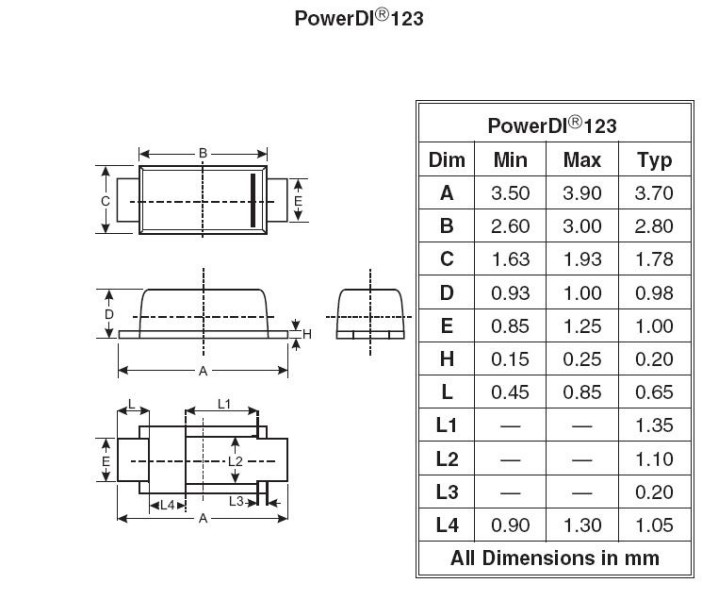 PowerDI®123
B
C
E
D
H
A
L
L1
E
L2
L4
L3
A
PowerDI®123
Dim Min Max Typ
A 3.50 3.90 3.70
B 2.60 3.00 2.80
C 1.63 1.93 1.78
D 0.93 1.00 0.98
E 0.85 1.25 1.00
H 0.15 0.25 0.20
L 0.45 0.85 0.65
L1 — — 1.35
L2 — — 1.10
L3 — — 0.20
L4 0.90 1.30 1.05
All Dimensions in mm